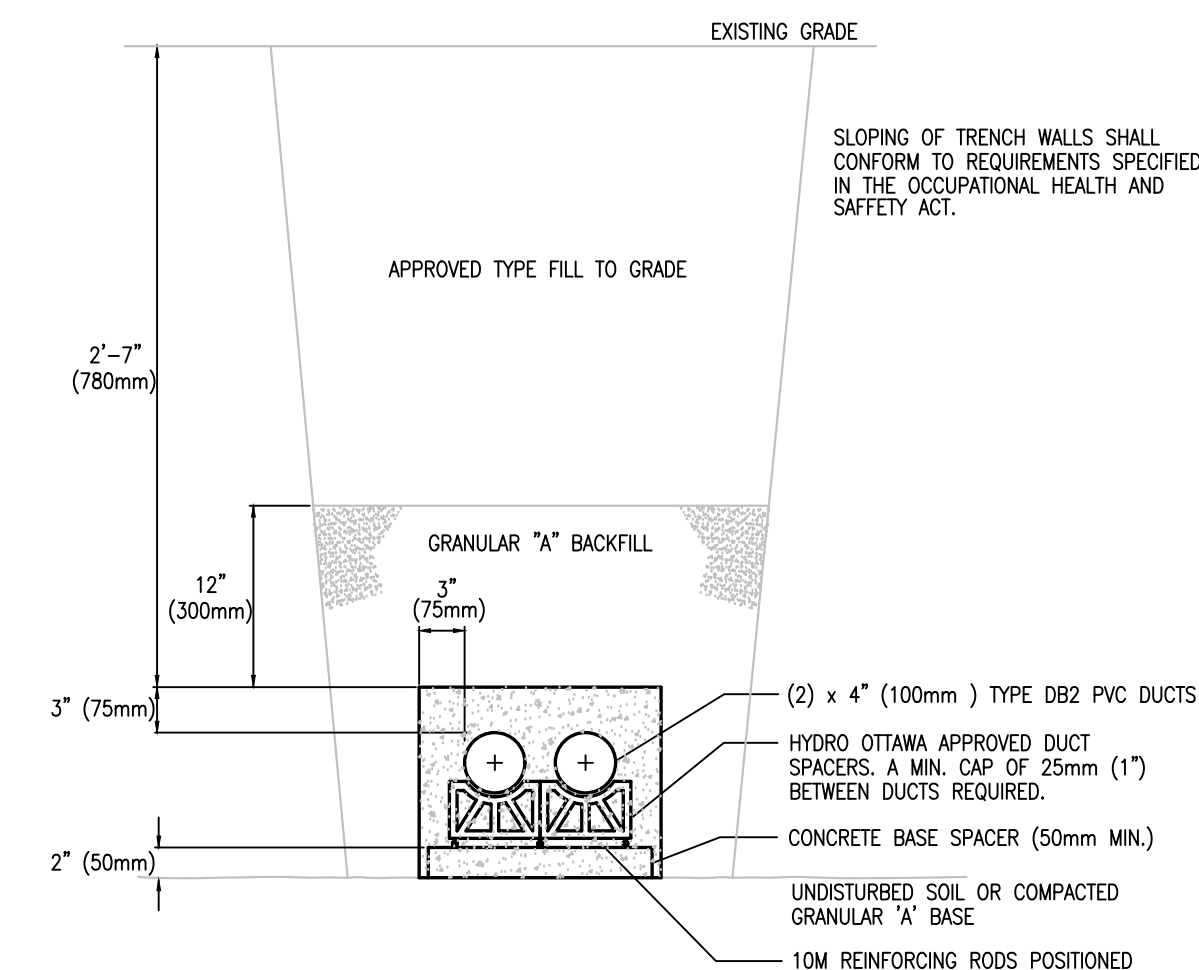 EXISTING GRADE
SLOPING OF TRENCH WALLS SHALL
CONFORM TO REQUIREMENTS SPECIFIED
IN THE OCCUPATIONAL HEALTH AND
SAFFETY ACT.
APPROVED TYPE FILL TO GRADE
2'-7"
(780mm)
GRANULAR "A" BACKFILL
12"
(300mm)
3"
(75mm)
3" (75mm)
(2) x 4" (100mm ) TYPE DB2 PVC DUCTS
HYDRO OTTAWA APPROVED DUCT
SPACERS. A MIN. CAP OF 25mm (1")
BETWEEN DUCTS REQUIRED.
CONCRETE BASE SPACER (50mm MIN.)
2" (50mm)
UNDISTURBED SOIL OR COMPACTED
GRANULAR 'A' BASE
10M REINFORCING RODS POSITIONED